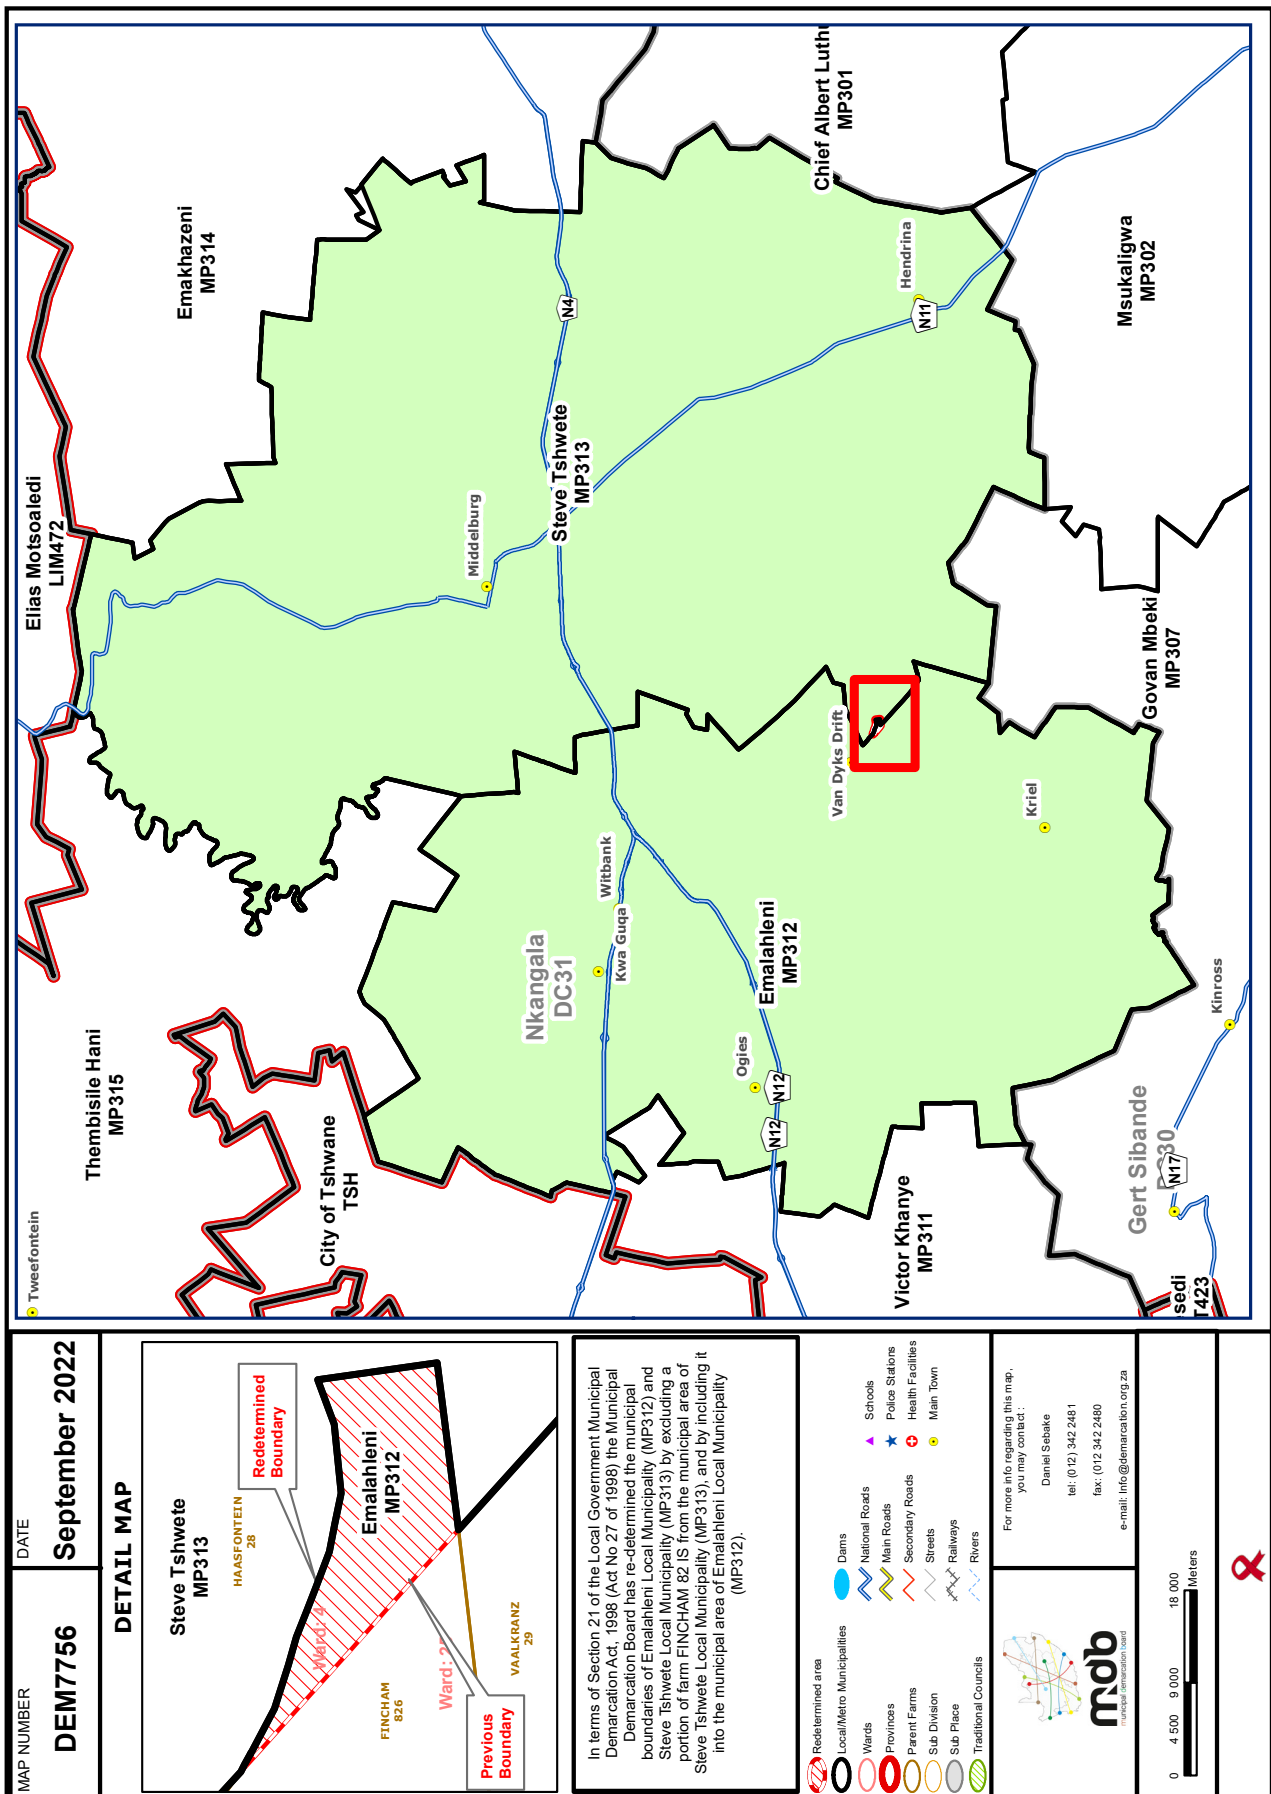 MAP NUMBER
DEM7756
DATE
September 2022
DETAIL MAP
Steve Tshwete
MP313
HAASFONTEIN
28
Redetermined
Boundary
Emalahleni
MP312
Ward: 4
FINCHAM
826
Ward: 25
VAALKRANZ
29
Previous
Boundary
In terms of Section 21 of the Local Government Municipal
Demarcation Act, 1998 (Act No 27 of 1998) the Municipal
Demarcation Board has re-determined the municipal
boundaries of Emalahleni Local Municipality (MP312) and
Steve Tshwete Local Municipality (MP313) by excluding a
portion of farm FINCHAM 82 IS from the municipal area of
Steve Tshwete Local Municipality (MP313), and by including it
into the municipal area of Emalahleni Local Municipality
(MP312).
Redetermined area
Local/Metro Municipalities
Wards
Provinces
Parent Farms
Sub Division
Sub Place
Traditional Councils
Dams
National Roads
Main Roads
Secondary Roads
Streets
Railways
Rivers
Schools
Police Stations
Health Facilities
Main Town
mdb
municipal demarcation board
For more info regarding this map,
you may contact :
Daniel Sebake
tel: (012) 342 2481
fax: (012 342 2480
e-mail: Info@demarcation.org.za
0 4 500 9 000 18 000
Meters
Tweefontein
Thembisile Hani
MP315
Elias Motsoaledi
LIM472
Emakhazeni
MP314
City of Tshwane
TSH
Middelburg
N4
Steve Tshwete
MP313
Nkangala
DC31
Witbank
Kwa Guqa
Chief Albert Luthu
MP301
Ogies
N12
N12
Emalahleni
MP312
Van Dyks Drift
Hendrina
N11
Victor Khanye
MP311
Kriel
Msukaligwa
MP302
Govan Mbeki
MP307
Gert Sibande
DC30
N17
Kinross
sedi
T423